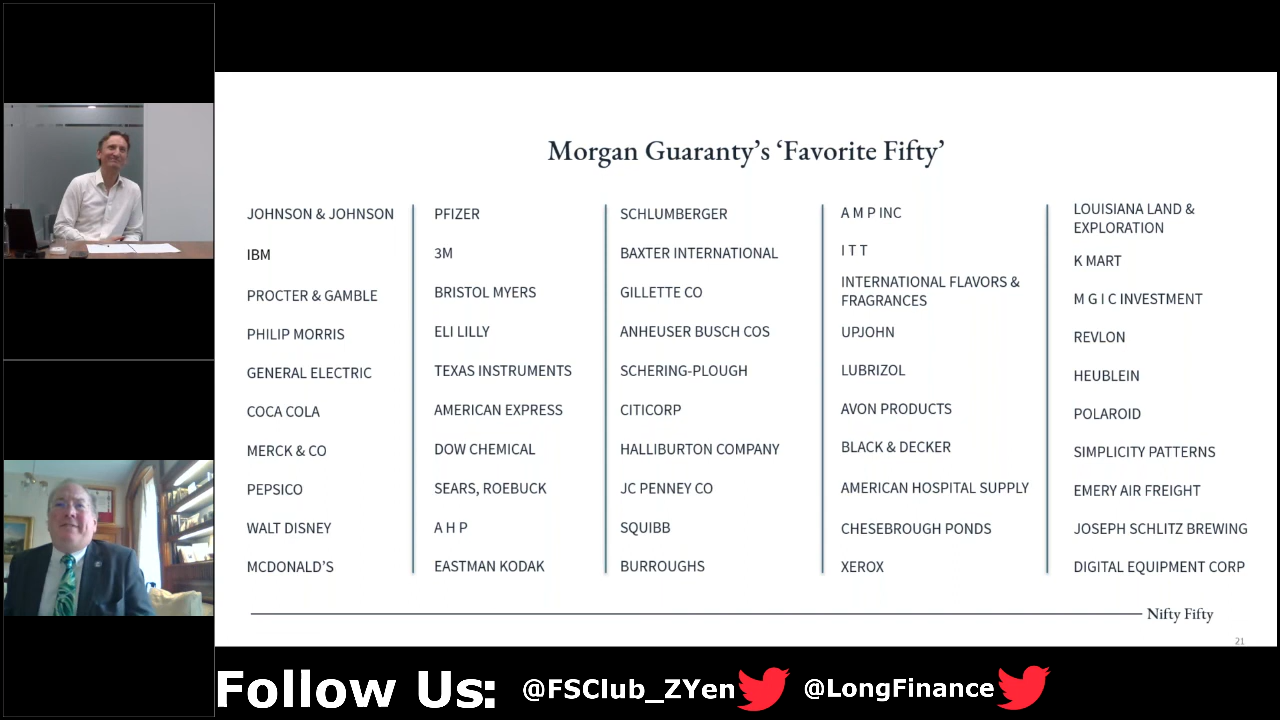 Morgan Guaranty's ‘Favorite Fifty’
JOHNSON & JOHNSON
IBM
PROCTER & GAMBLE
PHILIP MORRIS
GENERAL ELECTRIC
COCA COLA
MERCK & CO
PEPSICO
WALT DISNEY
MCDONALD'S
PFIZER
3M
BRISTOL MYERS
ELI LILLY
TEXAS INSTRUMENTS
AMERICAN EXPRESS
DOW CHEMICAL
SEARS, ROEBUCK
A H P
EASTMAN KODAK
SCHLUMBERGER
BAXTER INTERNATIONAL
GILLETTE CO
ANHEUSER BUSCH COS
SCHERING-PLOUGH
CITICORP
HALLIBURTON COMPANY
JC PENNEY CO
SQUIBB
BURROUGHS
A M P INC
I T T
INTERNATIONAL FLAVORS &
FRAGRANCES
UPJOHN
LUBRIZOL
AVON PRODUCTS
BLACK & DECKER
AMERICAN HOSPITAL SUPPLY
CHESEBROUGH PONDS
XEROX
LOUISIANA LAND &
EXPLORATION
K MART
M G I C INVESTMENT
REVLON
HEUBLEIN
POLAROID
SIMPLICITY PATTERNS
EMERY AIR FREIGHT
JOSEPH SCHLITZ BREWING
DIGITAL EQUIPMENT CORP
Nifty Fifty
21
Follow Us: @FSClub_ZYen @LongFinance